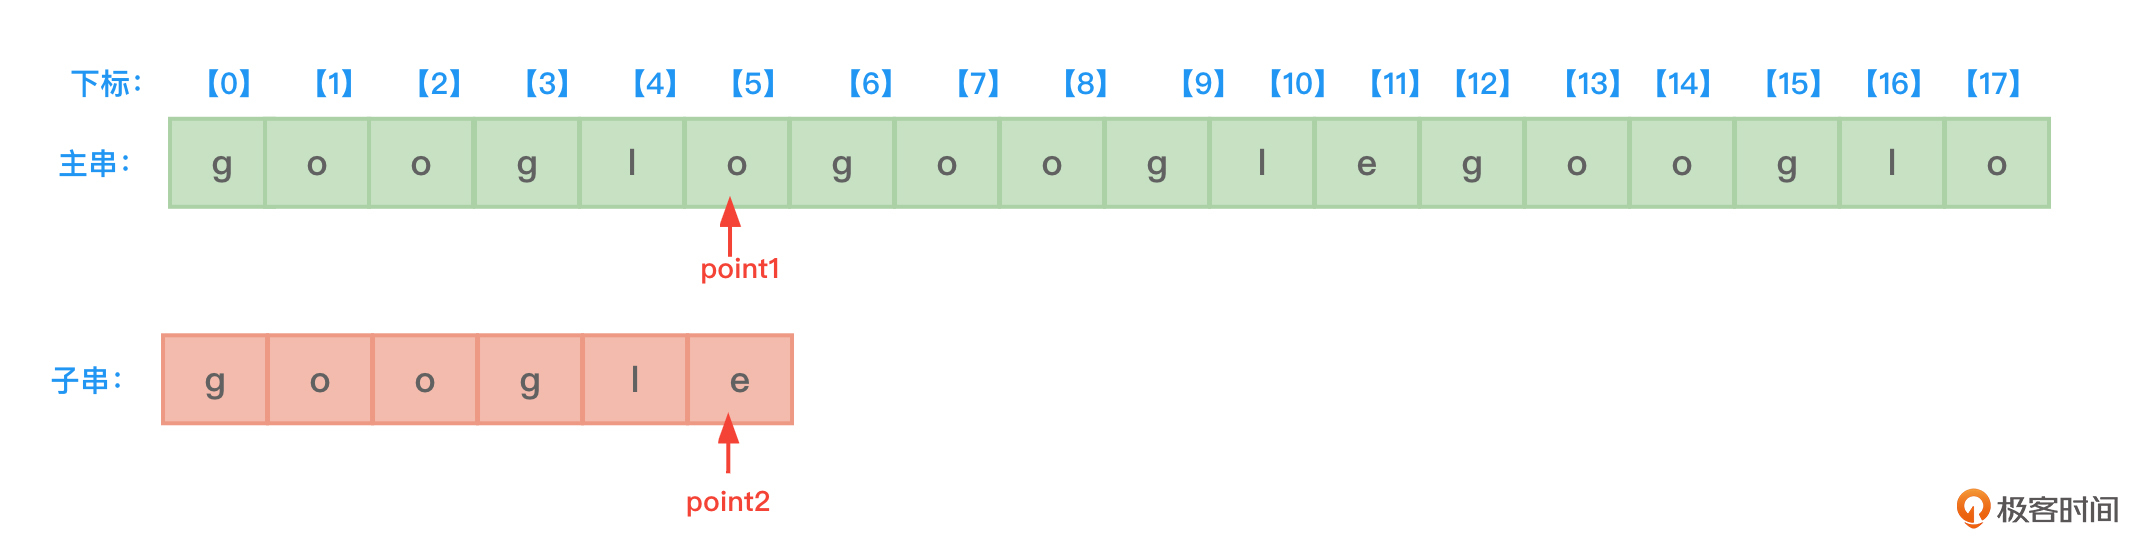 下标： 【0】 【1】 【2】 【3】 【4】 【5】 【6】 【7】 【8】 【9】 【10】 【11】 【12】 【13】 【14】 【15】 【16】 【17】
主串： g o o g l o g o o g l e g o o g l o
point1
子串： g o o g l e
point2
极客时间